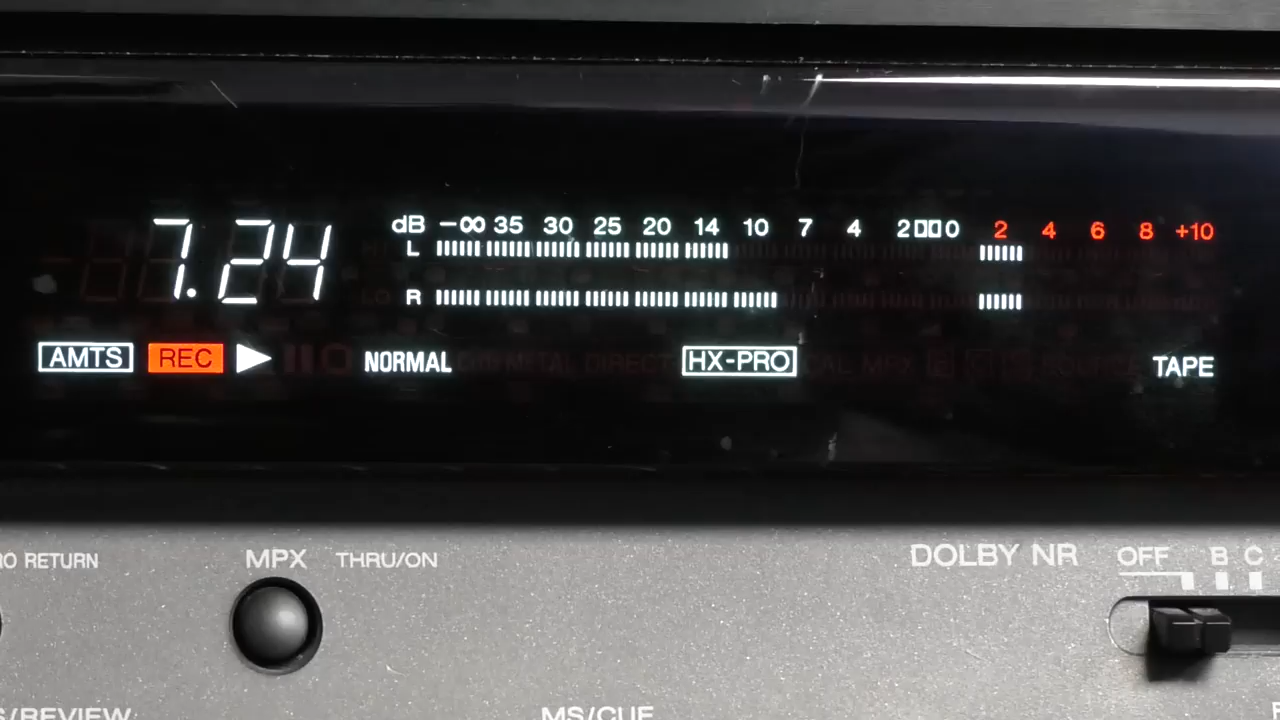 7.24
dB −∞ 35 30 25 20 14 10 7 4 2 0 2 4 6 8 +10
L
R
AMTS REC NORMAL HX-PRO TAPE
RETURN MPX THRU/ON DOLBY NR OFF B C
/REVIEW MS/CUE